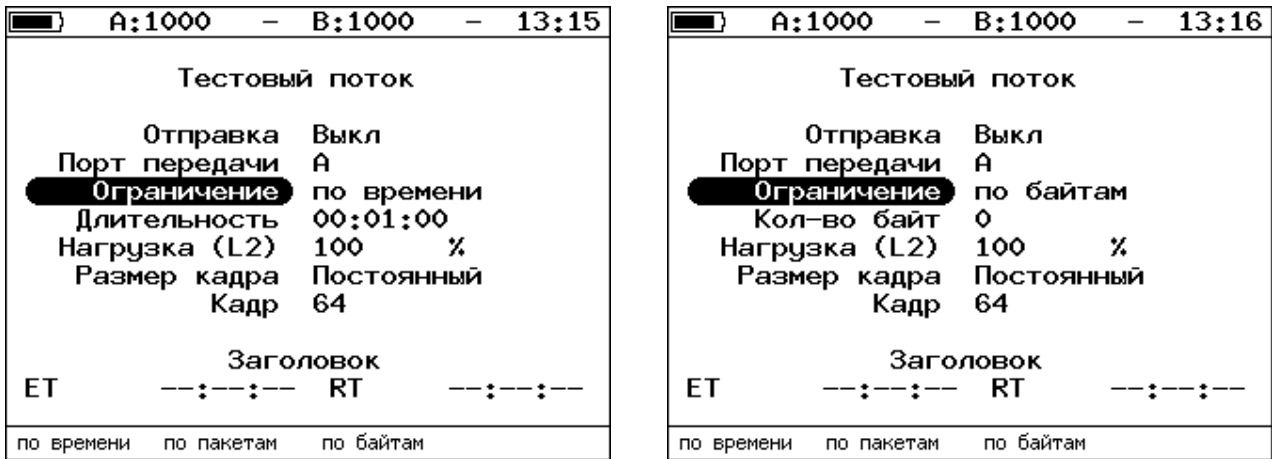 A:1000 – B:1000 – 13:15
Тестовый поток
Отправка Выкл
Порт передачи A
Ограничение по времени
Длительность 00:01:00
Нагрузка (L2) 100 %
Размер кадра Постоянный
Кадр 64
Заголовок
ET --:--:-- RT --:--:--
по времени по пакетам по байтам
A:1000 – B:1000 – 13:16
Тестовый поток
Отправка Выкл
Порт передачи A
Ограничение по байтам
Кол-во байт 0
Нагрузка (L2) 100 %
Размер кадра Постоянный
Кадр 64
Заголовок
ET --:--:-- RT --:--:--
по времени по пакетам по байтам